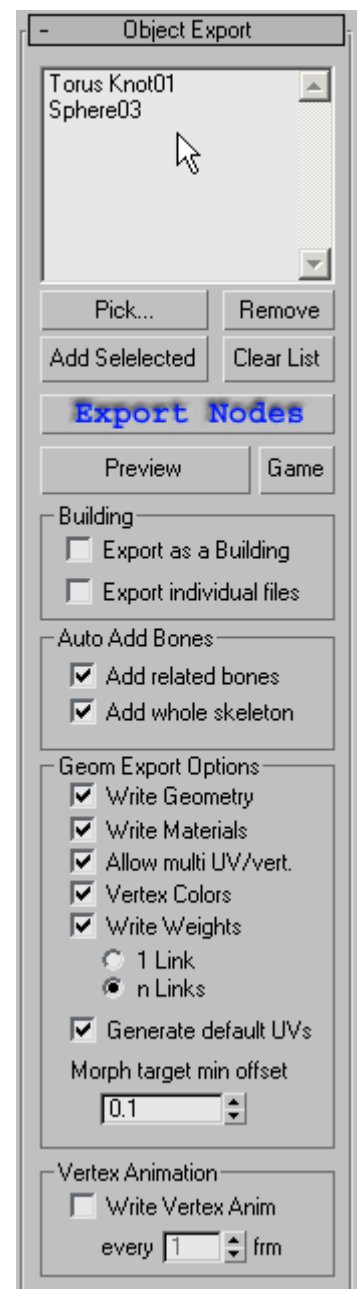 - Object Export
Torus Knot01
Sphere03
Pick... Remove
Add Selelected Clear List
Export Nodes
Preview Game
Building
Export as a Building
Export individual files
Auto Add Bones
Add related bones
Add whole skeleton
Geom Export Options
Write Geometry
Write Materials
Allow multi UV/vert.
Vertex Colors
Write Weights
1 Link
n Links
Generate default UVs
Morph target min offset
0.1
Vertex Animation
Write Vertex Anim
every 1 frm